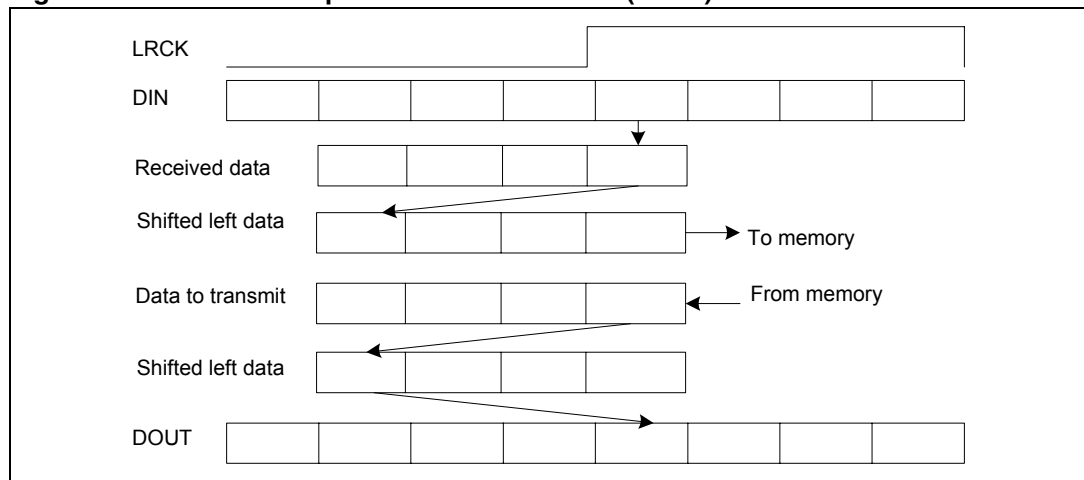 LRCK
DIN
Received data
Shifted left data
To memory
Data to transmit
From memory
Shifted left data
DOUT